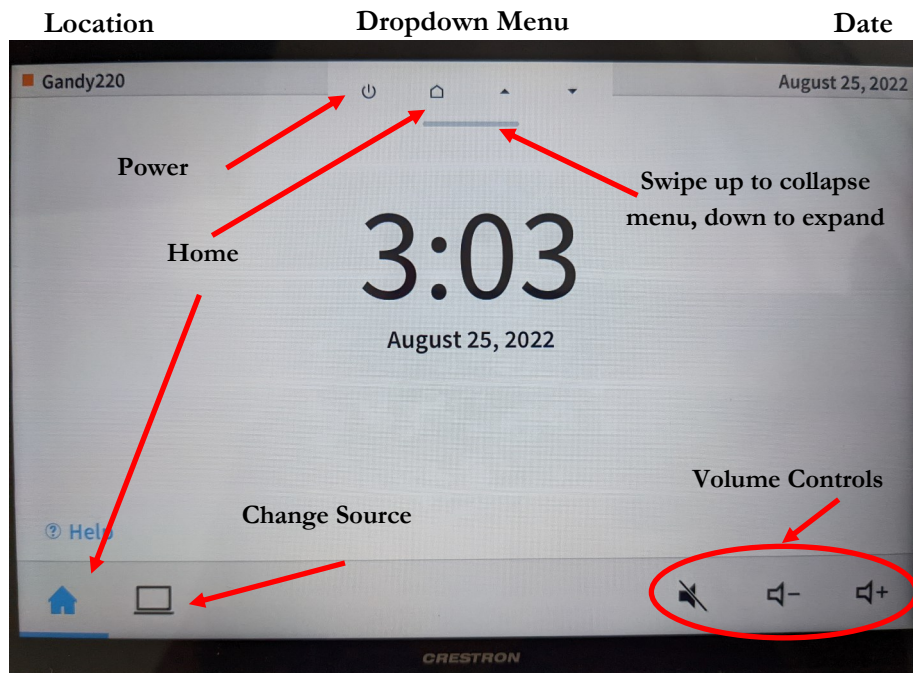 Location
Dropdown Menu
Date
Gandy220
August 25, 2022
Power
Swipe up to collapse
menu, down to expand
Home
3:03
August 25, 2022
Volume Controls
Change Source
Help
CRESTRON